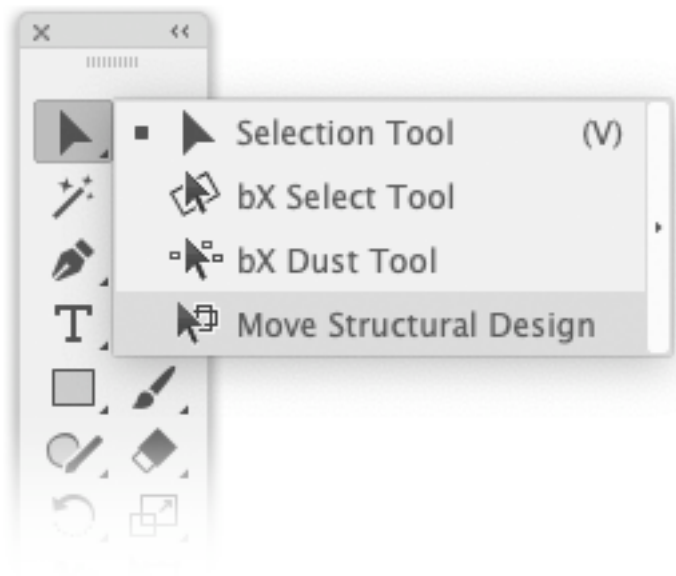 Selection Tool (V)
bX Select Tool
bX Dust Tool
Move Structural Design
T